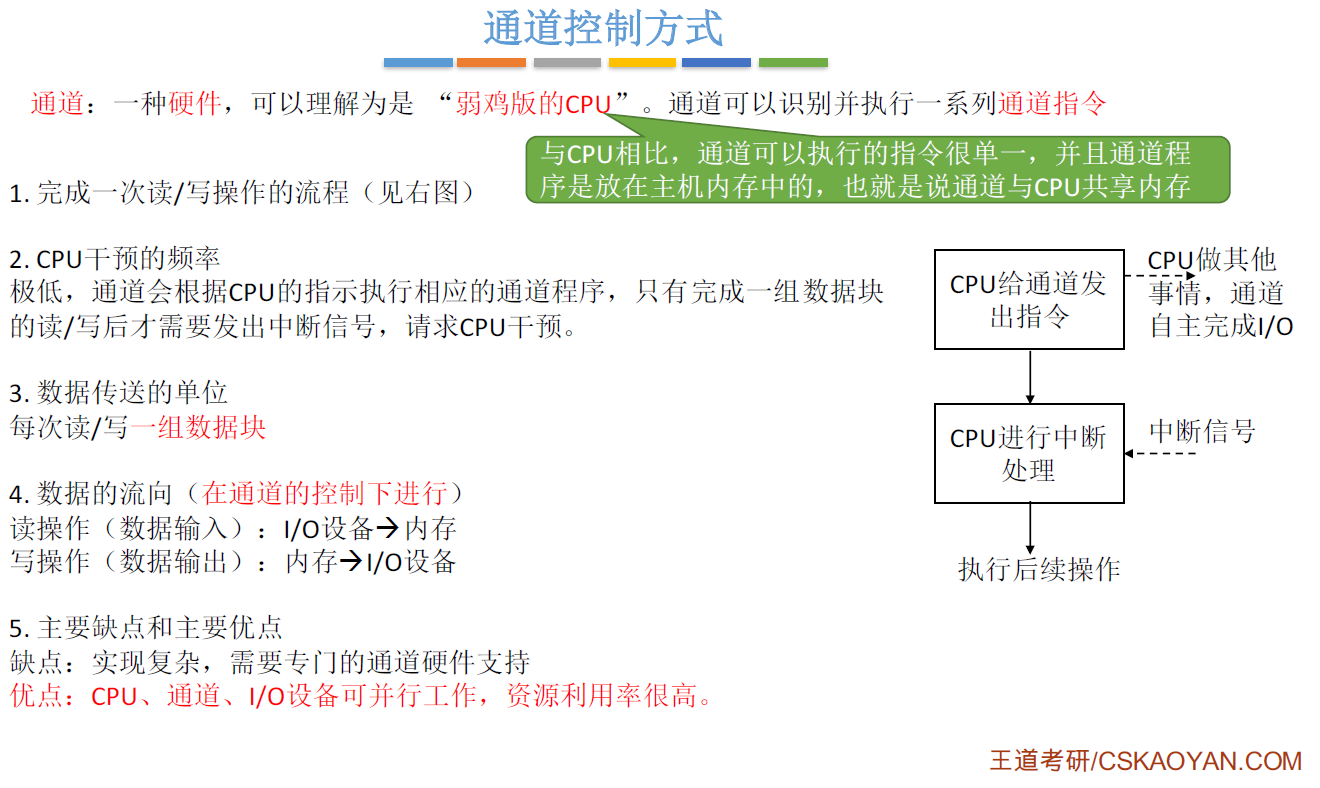 通道控制方式
通道：一种硬件，可以理解为是 “弱鸡版的CPU”。通道可以识别并执行一系列通道指令
与CPU相比，通道可以执行的指令很单一，并且通道程
序是放在主机内存中的，也就是说通道与CPU共享内存
1. 完成一次读/写操作的流程（见右图）
2. CPU干预的频率
极低，通道会根据CPU的指示执行相应的通道程序，只有完成一组数据块
的读/写后才需要发出中断信号，请求CPU干预。
3. 数据传送的单位
每次读/写一组数据块
4. 数据的流向（在通道的控制下进行）
读操作（数据输入）：I/O设备→内存
写操作（数据输出）：内存→I/O设备
5. 主要缺点和主要优点
缺点：实现复杂，需要专门的通道硬件支持
优点：CPU、通道、I/O设备可并行工作，资源利用率很高。
CPU给通道发
出指令
CPU做其他
事情，通道
自主完成I/O
CPU进行中断
处理
中断信号
执行后续操作
王道考研/CSKAOYAN.COM